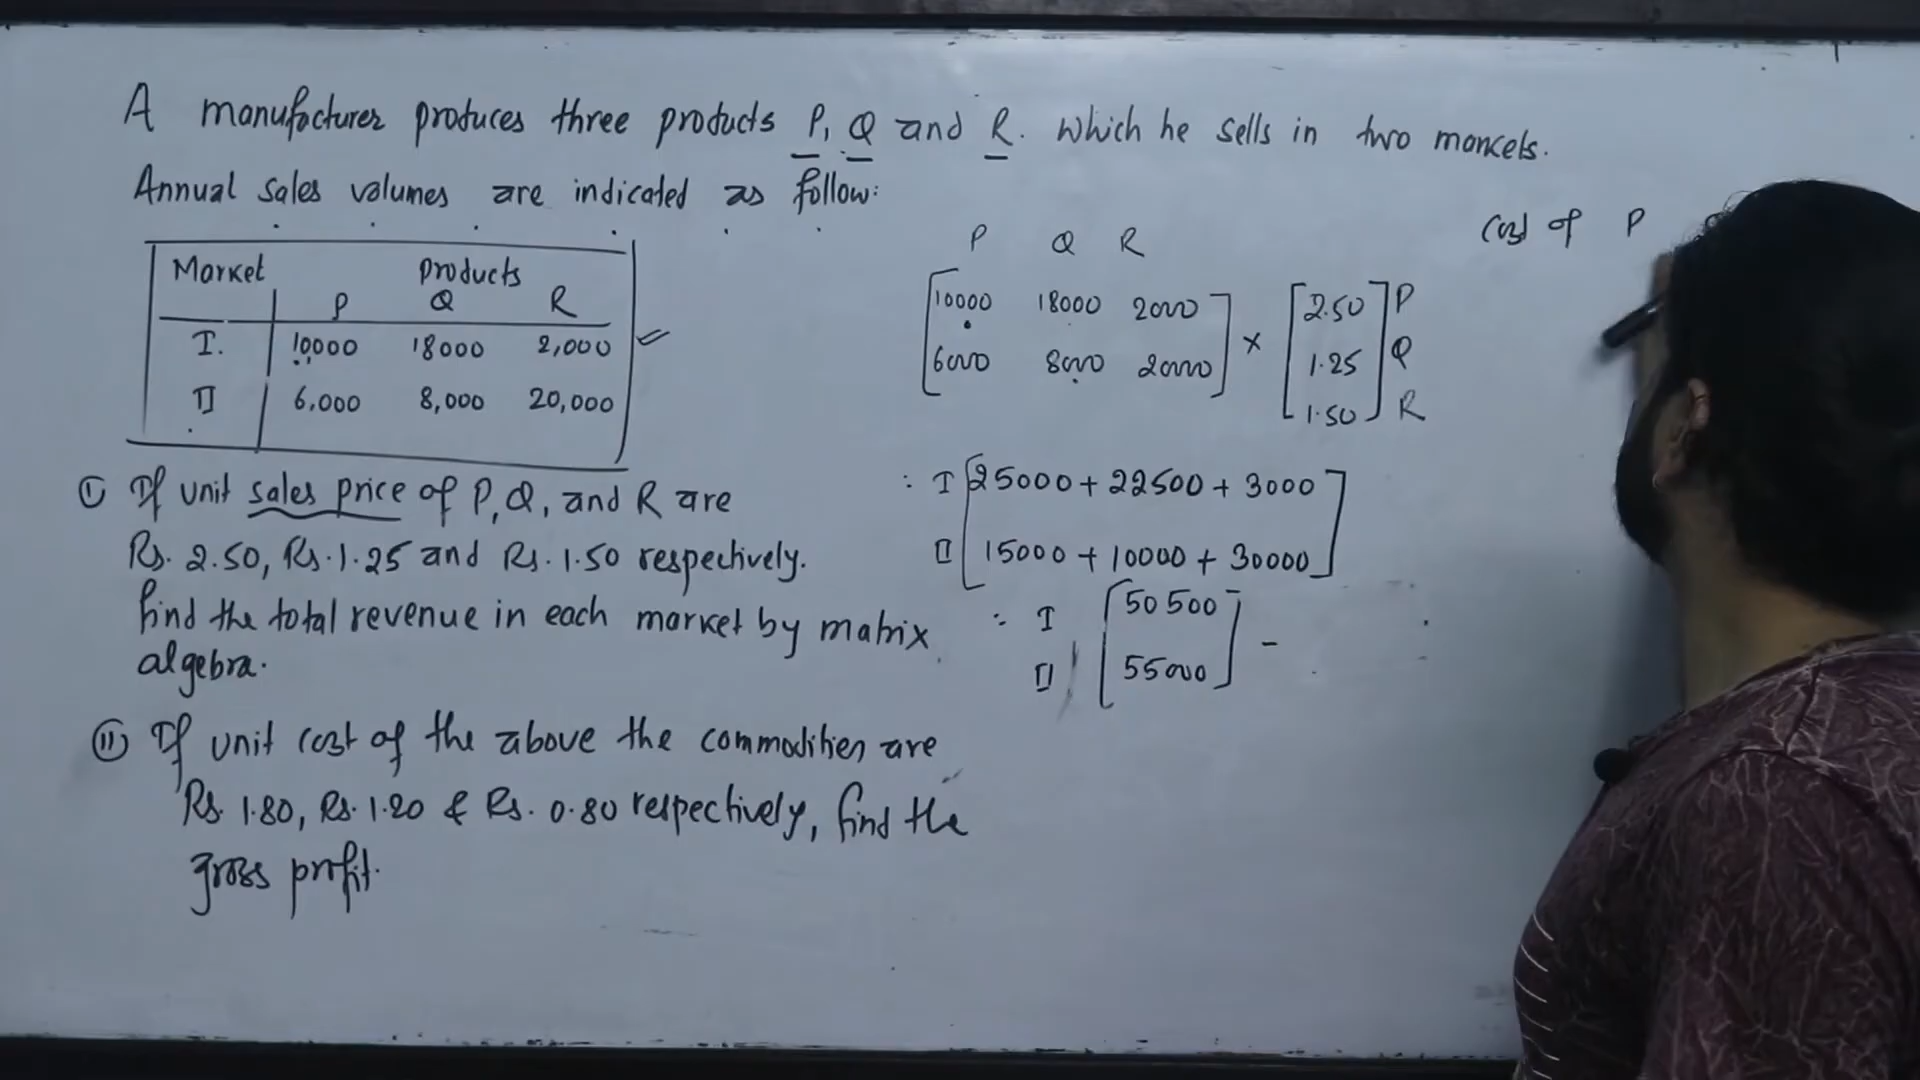 A manufacturer produces three products P, Q and R. which he sells in two markets.
Annual sales volumes are indicated as follow:
Market Products
P Q R
I. 10000 18000 2,000
II 6,000 8,000 20,000
① If unit sales price of P, Q, and R are
Rs. 2.50, Rs. 1.25 and Rs. 1.50 respectively.
find the total revenue in each market by matrix
algebra.
② If unit cost of the above the commodities are
Rs. 1.80, Rs. 1.20 & Rs. 0.80 respectively, find the
gross profit.
P Q R
[10000 18000 2000] × [2.50] P
[6000 8000 20000] [1.25] Q
[1.50] R
: I [25000 + 22500 + 3000]
II [15000 + 10000 + 30000]
: I [50500]
II [55000] -
Cost of P